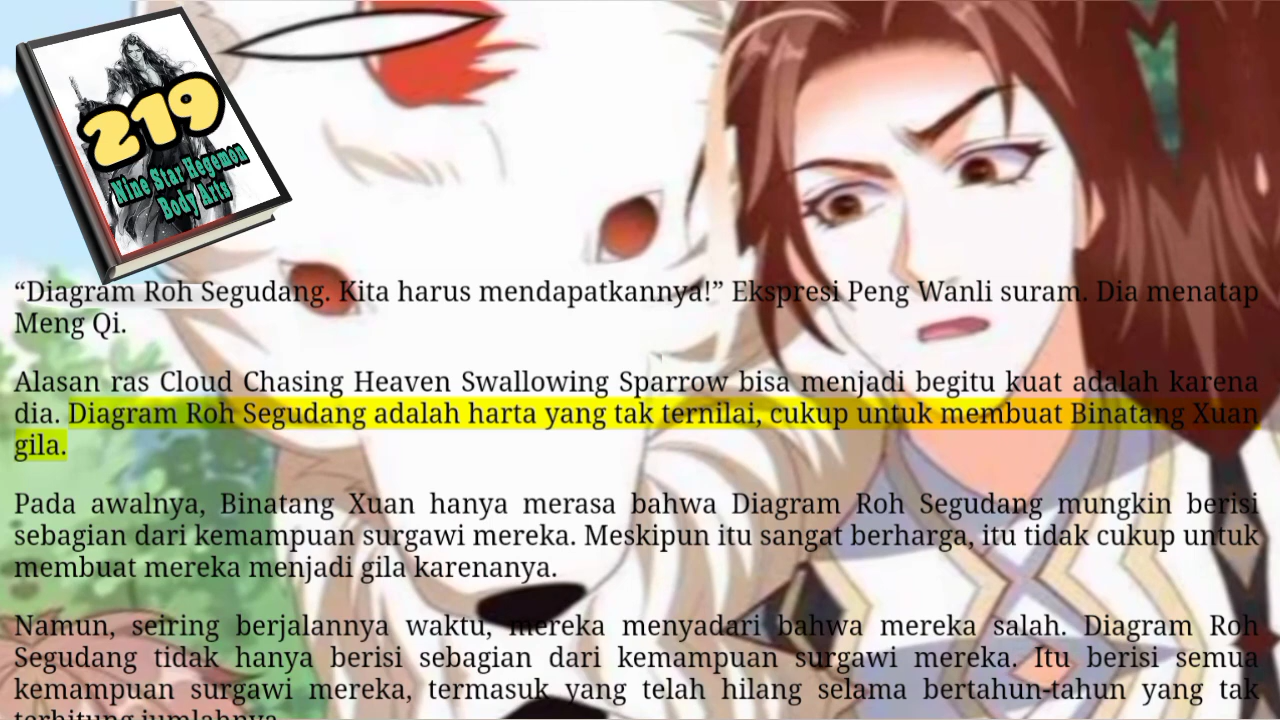 219
Nine Star Hegemon
Body Arts
“Diagram Roh Segudang. Kita harus mendapatkannya!” Ekspresi Peng Wanli suram. Dia menatap
Meng Qi.
Alasan ras Cloud Chasing Heaven Swallowing Sparrow bisa menjadi begitu kuat adalah karena
dia. Diagram Roh Segudang adalah harta yang tak ternilai, cukup untuk membuat Binatang Xuan
gila.
Pada awalnya, Binatang Xuan hanya merasa bahwa Diagram Roh Segudang mungkin berisi
sebagian dari kemampuan surgawi mereka. Meskipun itu sangat berharga, itu tidak cukup untuk
membuat mereka menjadi gila karenanya.
Namun, seiring berjalannya waktu, mereka menyadari bahwa mereka salah. Diagram Roh
Segudang tidak hanya berisi sebagian dari kemampuan surgawi mereka. Itu berisi semua
kemampuan surgawi mereka, termasuk yang telah hilang selama bertahun-tahun yang tak
terhitung jumlahnya.